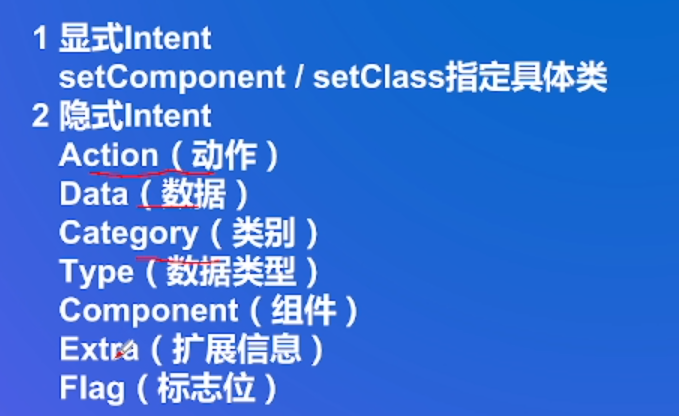 1 显式Intent
setComponent / setClass指定具体类
2 隐式Intent
Action（动作）
Data（数据）
Category（类别）
Type（数据类型）
Component（组件）
Extra（扩展信息）
Flag（标志位）